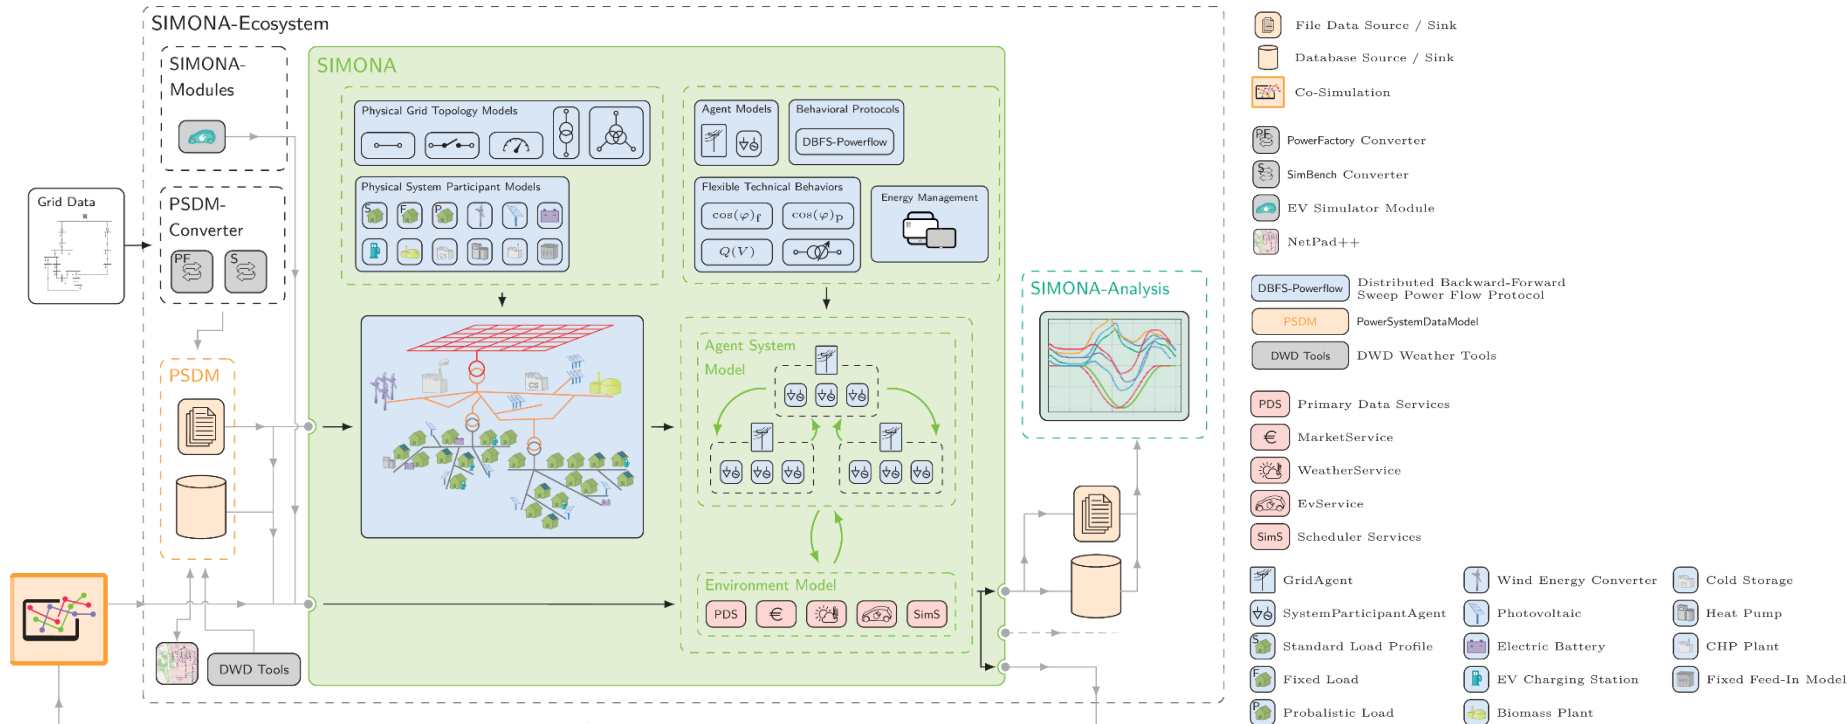 SIMONA-Ecosystem
SIMONA-
Modules
Grid Data
PSDM-
Converter
PF
S
PSDM
DWD Tools
SIMONA
Physical Grid Topology Models
Physical System Participant Models
S
F
P
Agent Models
Behavioral Protocols
DBFS-Powerflow
Flexible Technical Behaviors
cos(φ)f
cos(φ)p
Q(V)
Energy Management
CS
Agent System
Model
Environment Model
PDS
€
SimS
SIMONA-Analysis
File Data Source / Sink
Database Source / Sink
Co-Simulation
PF
PowerFactory Converter
S
SimBench Converter
EV Simulator Module
NetPad++
DBFS-Powerflow
Distributed Backward-Forward
Sweep Power Flow Protocol
PSDM
PowerSystemDataModel
DWD Tools
DWD Weather Tools
PDS
Primary Data Services
€
MarketService
WeatherService
EvService
SimS
Scheduler Services
GridAgent
SystemParticipantAgent
S
Standard Load Profile
F
Fixed Load
P
Probalistic Load
Wind Energy Converter
Photovoltaic
Electric Battery
EV Charging Station
Biomass Plant
Cold Storage
Heat Pump
CHP Plant
Fixed Feed-In Model